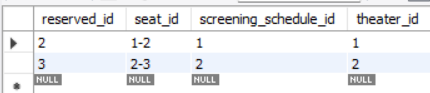 reserved_id seat_id screening_schedule_id theater_id
2 1-2 1 1
3 2-3 2 2
NULL NULL NULL NULL